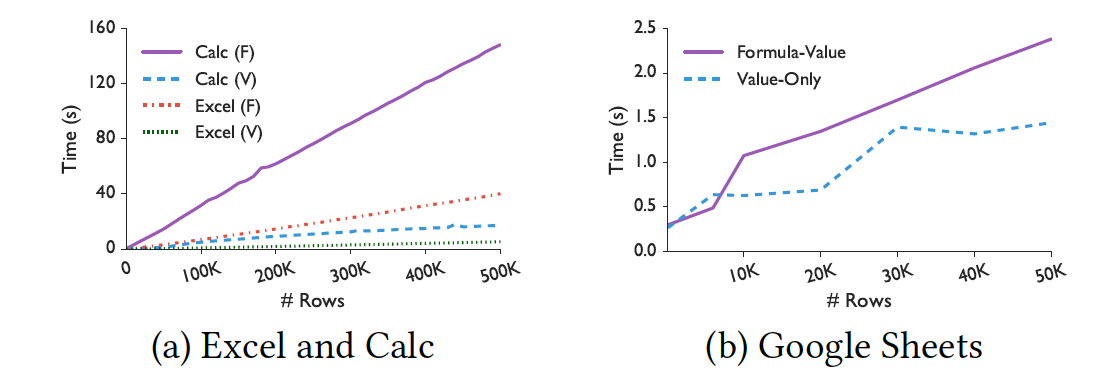 160
120
80
40
0
Time (s)
Calc (F)
Calc (V)
Excel (F)
Excel (V)
0
100K
200K
300K
400K
500K
# Rows
(a) Excel and Calc
2.5
2.0
1.5
1.0
0.5
0.0
Time (s)
Formula-Value
Value-Only
10K
20K
30K
40K
50K
# Rows
(b) Google Sheets